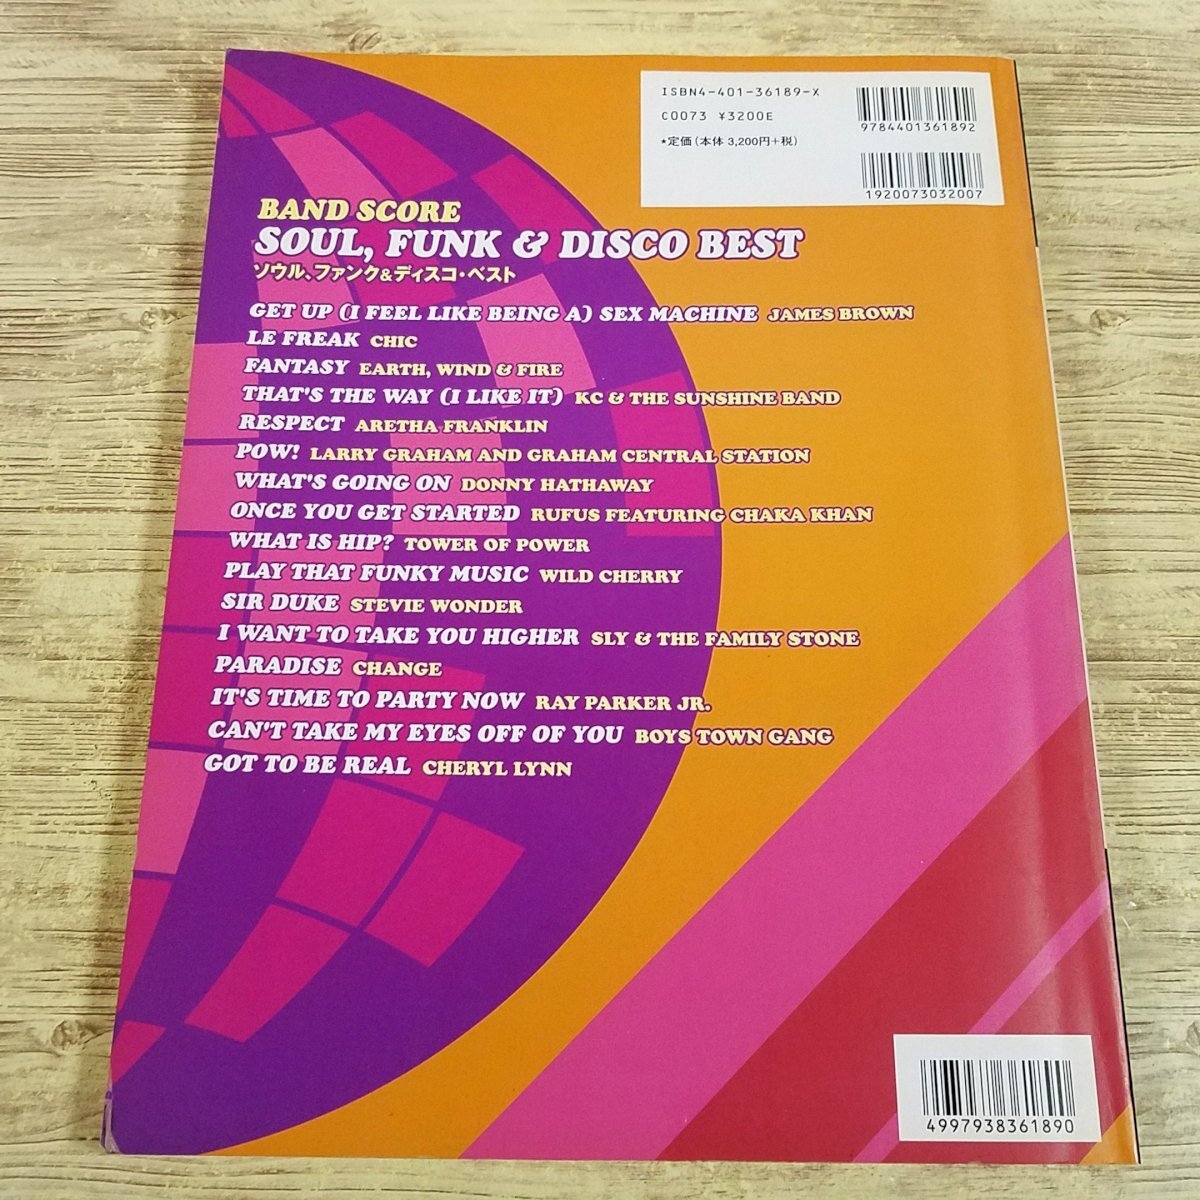 ISBN4-401-36189-X
C0073 ¥3200E
*定価(本体 3,200円+税)
9784401361892
1920073032007
BAND SCORE
SOUL, FUNK & DISCO BEST
ソウル、ファンク&ディスコ・ベスト
GET UP (I FEEL LIKE BEING A) SEX MACHINE JAMES BROWN
LE FREAK CHIC
FANTASY EARTH, WIND & FIRE
THAT'S THE WAY (I LIKE IT) KC & THE SUNSHINE BAND
RESPECT ARETHA FRANKLIN
POW! LARRY GRAHAM AND GRAHAM CENTRAL STATION
WHAT'S GOING ON DONNY HATHAWAY
ONCE YOU GET STARTED RUFUS FEATURING CHAKA KHAN
WHAT IS HIP? TOWER OF POWER
PLAY THAT FUNKY MUSIC WILD CHERRY
SIR DUKE STEVIE WONDER
I WANT TO TAKE YOU HIGHER SLY & THE FAMILY STONE
PARADISE CHANGE
IT'S TIME TO PARTY NOW RAY PARKER JR.
CAN'T TAKE MY EYES OFF OF YOU BOYS TOWN GANG
GOT TO BE REAL CHERYL LYNN
4997938361890